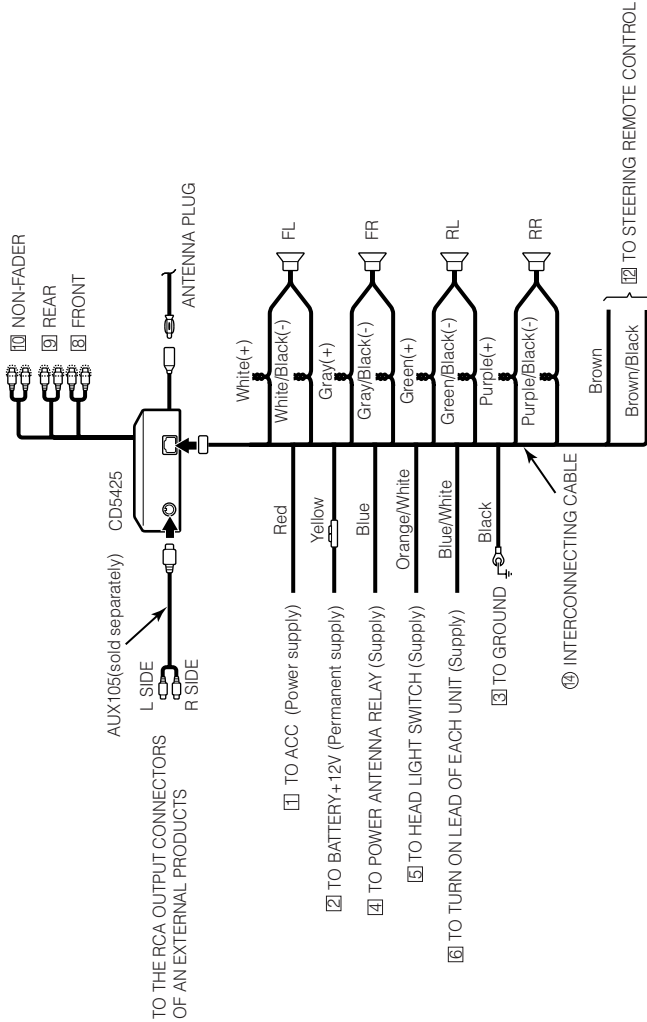 10 NON-FADER
9 REAR
8 FRONT
ANTENNA PLUG
CD5425
AUX105(sold separately)
L SIDE
R SIDE
TO THE RCA OUTPUT CONNECTORS
OF AN EXTERNAL PRODUCTS
White(+)
White/Black(-)
FL
Gray(+)
Gray/Black(-)
FR
Green(+)
Green/Black(-)
RL
Purple(+)
Purple/Black(-)
RR
Red
1 TO ACC (Power supply)
Yellow
2 TO BATTERY+12V (Permanent supply)
Blue
4 TO POWER ANTENNA RELAY (Supply)
Orange/White
5 TO HEAD LIGHT SWITCH (Supply)
Blue/White
6 TO TURN ON LEAD OF EACH UNIT (Supply)
Black
3 TO GROUND
14 INTERCONNECTING CABLE
Brown
Brown/Black
12 TO STEERING REMOTE CONTROL